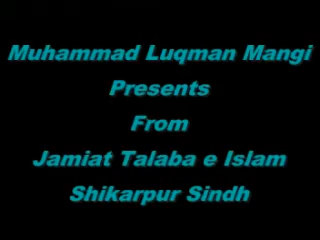 Muhammad Luqman Mangi
Presents
From
Jamiat Talaba e Islam
Shikarpur Sindh